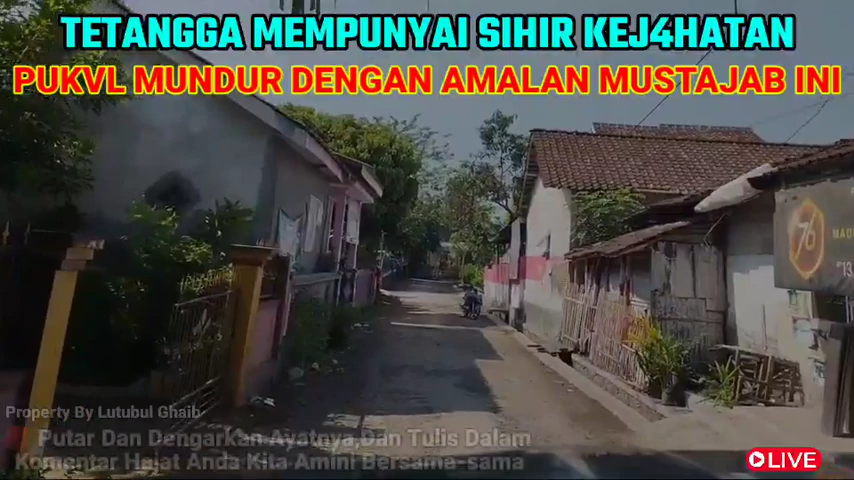 TETANGGA MEMPUNYAI SIHIR KEJ4HATAN
PUKVL MUNDUR DENGAN AMALAN MUSTAJAB INI
76
Property By Lutubul Ghaib
Putar Dan Dengarkan Ayatnya,Dan Tulis Dalam
Komentar Hajat Anda Kita Amini Bersama-sama
LIVE